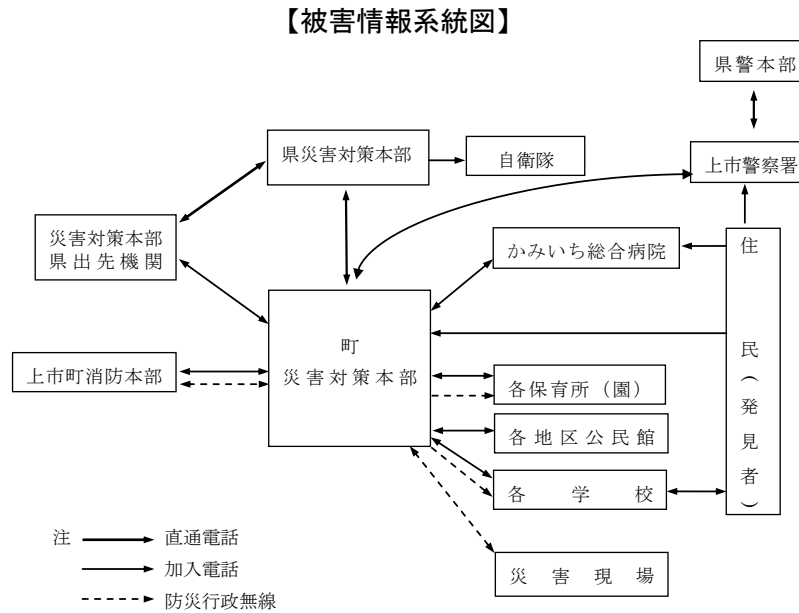 【被害情報系統図】
県警本部
県災害対策本部
自衛隊
上市警察署
災害対策本部
県出先機関
かみいち総合病院
住民（発見者）
町
災害対策本部
上市町消防本部
各保育所（園）
各地区公民館
各学校
災害現場
注
直通電話
加入電話
防災行政無線